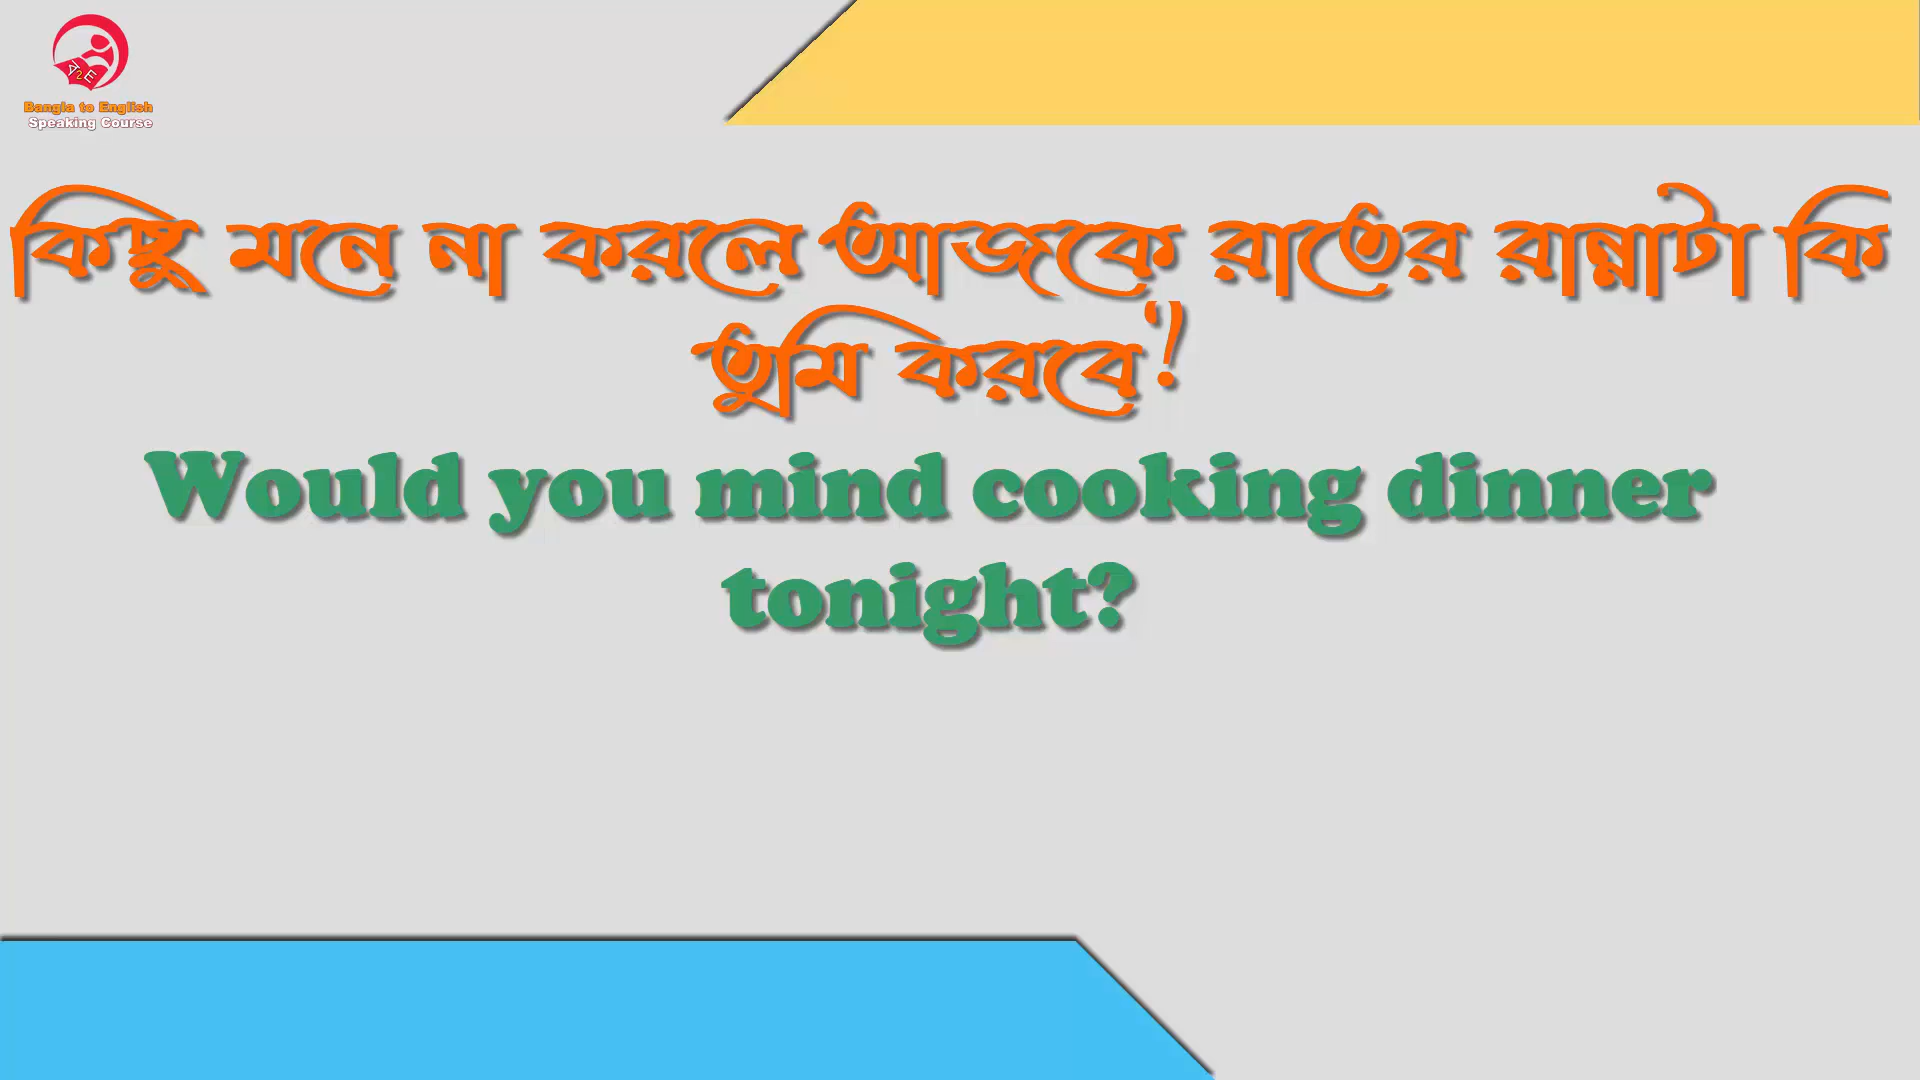 Bangla to English
Speaking Course
কিছু মনে না করলে আজকে রাতের রান্নাটা কি
তুমি করবে?
Would you mind cooking dinner
tonight?